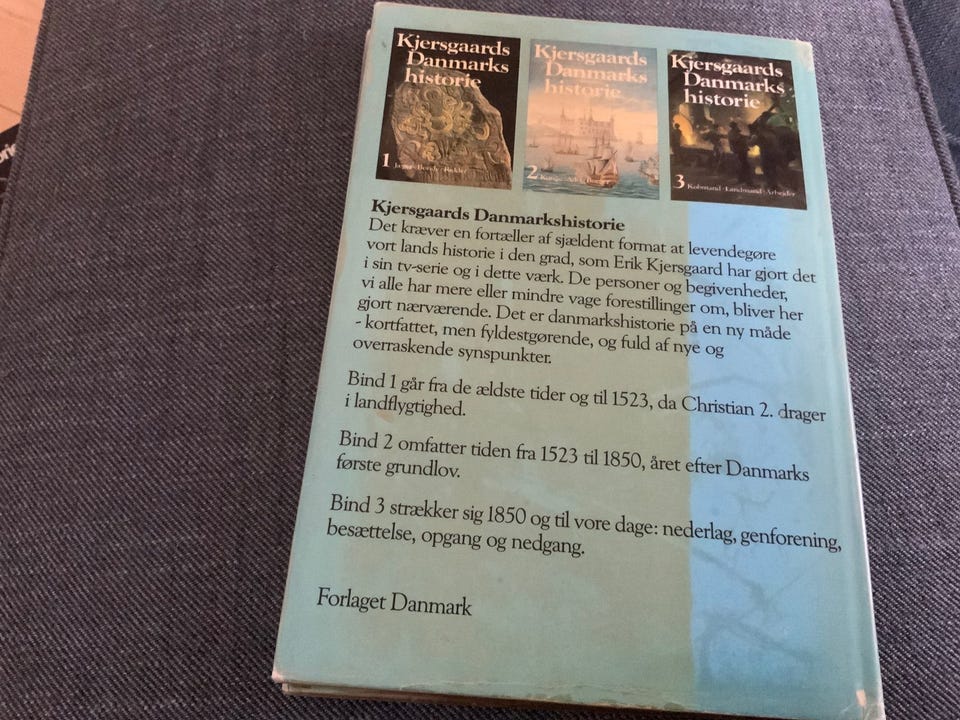 Kjersgaards
Danmarks
historie
1
Kjersgaards
Danmarks
historie
2
Kjersgaards
Danmarks
historie
3 Købmand · Landmand · Arbejder
Kjersgaards Danmarkshistorie
Det kræver en fortæller af sjældent format at levendegøre
vort lands historie i den grad, som Erik Kjersgaard har gjort det
i sin tv-serie og i dette værk. De personer og begivenheder,
vi alle har mere eller mindre vage forestillinger om, bliver her
gjort nærværende. Det er danmarkshistorie på en ny måde
- kortfattet, men fyldestgørende, og fuld af nye og
overraskende synspunkter.
Bind 1 går fra de ældste tider og til 1523, da Christian 2. drager
i landflygtighed.
Bind 2 omfatter tiden fra 1523 til 1850, året efter Danmarks
første grundlov.
Bind 3 strækker sig 1850 og til vore dage: nederlag, genforening,
besættelse, opgang og nedgang.
Forlaget Danmark